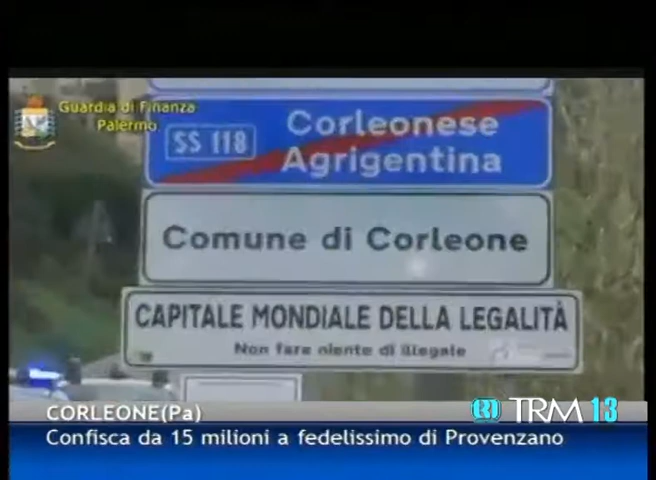 Guardia di Finanza
Palermo
SS 118
Corleonese
Agrigentina
Comune di Corleone
CAPITALE MONDIALE DELLA LEGALITÀ
Non fare niente di illegale
CORLEONE(Pa)
TRM 13
Confisca da 15 milioni a fedelissimo di Provenzano